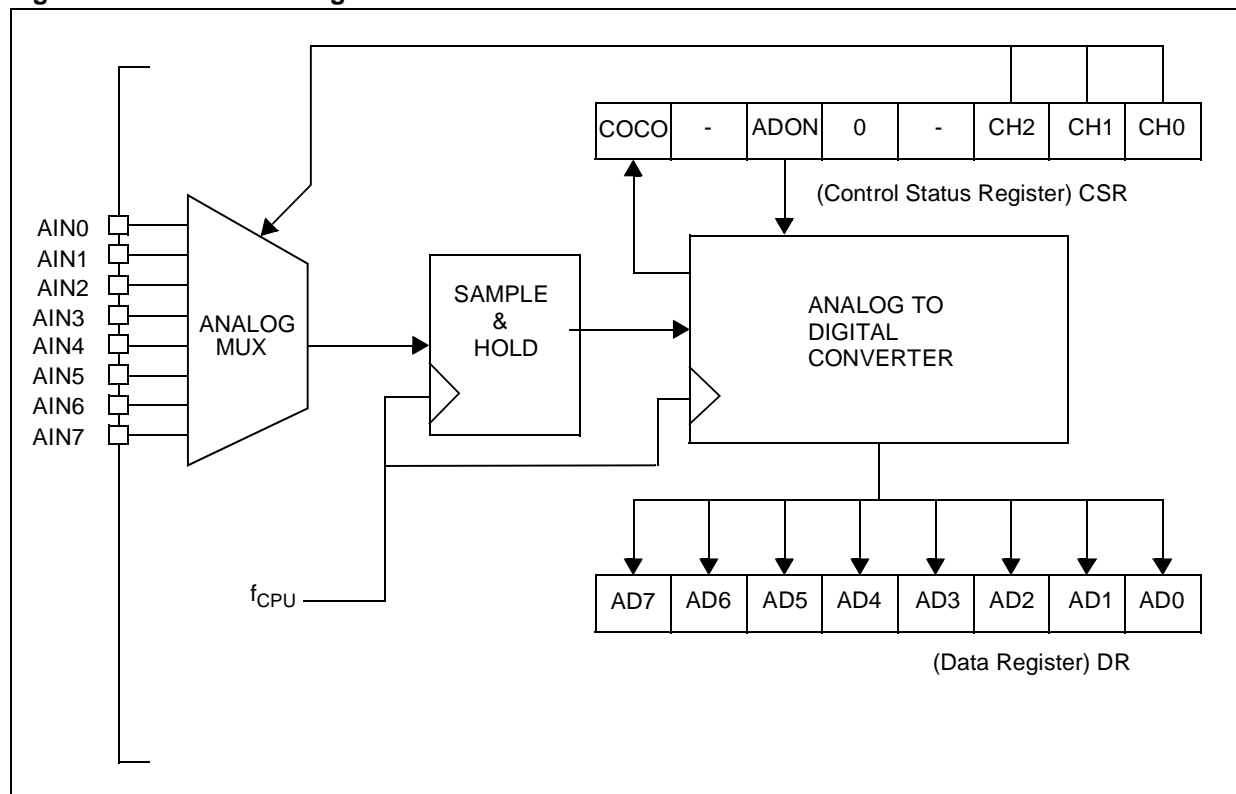 COCO - ADON 0 - CH2 CH1 CH0
(Control Status Register) CSR
AIN0
AIN1
AIN2
AIN3
AIN4
AIN5
AIN6
AIN7
ANALOG
MUX
SAMPLE
&
HOLD
ANALOG TO
DIGITAL
CONVERTER
fCPU
AD7 AD6 AD5 AD4 AD3 AD2 AD1 AD0
(Data Register) DR